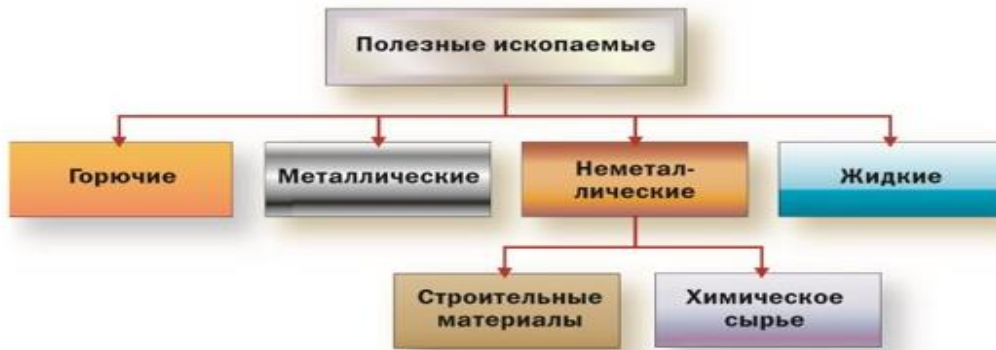 Полезные ископаемые
Горючие
Металлические
Неметал-
лические
Жидкие
Строительные
материалы
Химическое
сырье